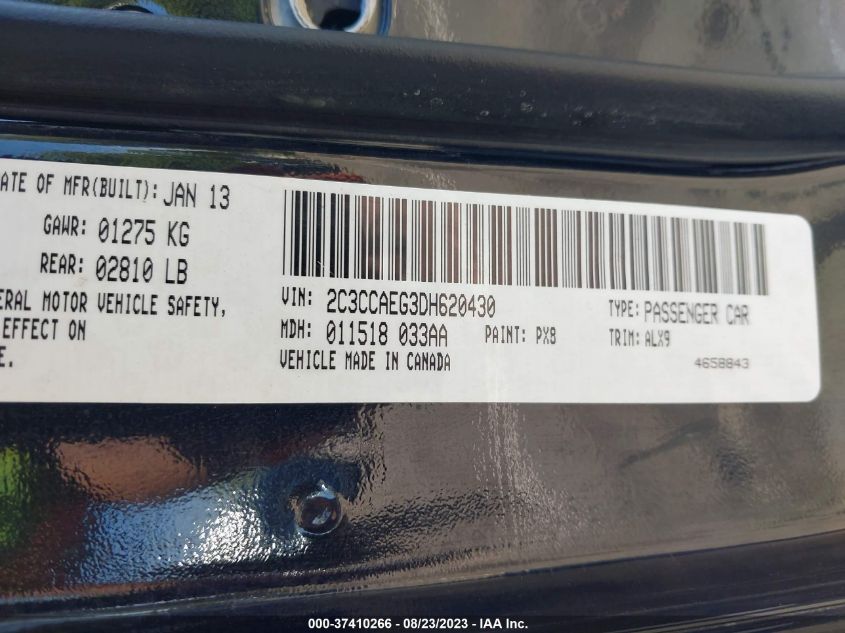 ATE OF MFR(BUILT): JAN 13
GAWR: 01275 KG
REAR: 02810 LB
ERAL MOTOR VEHICLE SAFETY,
EFFECT ON
E.
VIN: 2C3CCAEG3DH620430
TYPE: PASSENGER CAR
MDH: 011518 033AA
PAINT: PX8
TRIM: ALX9
VEHICLE MADE IN CANADA
4658843
000-37410266 - 08/23/2023 - IAA Inc.